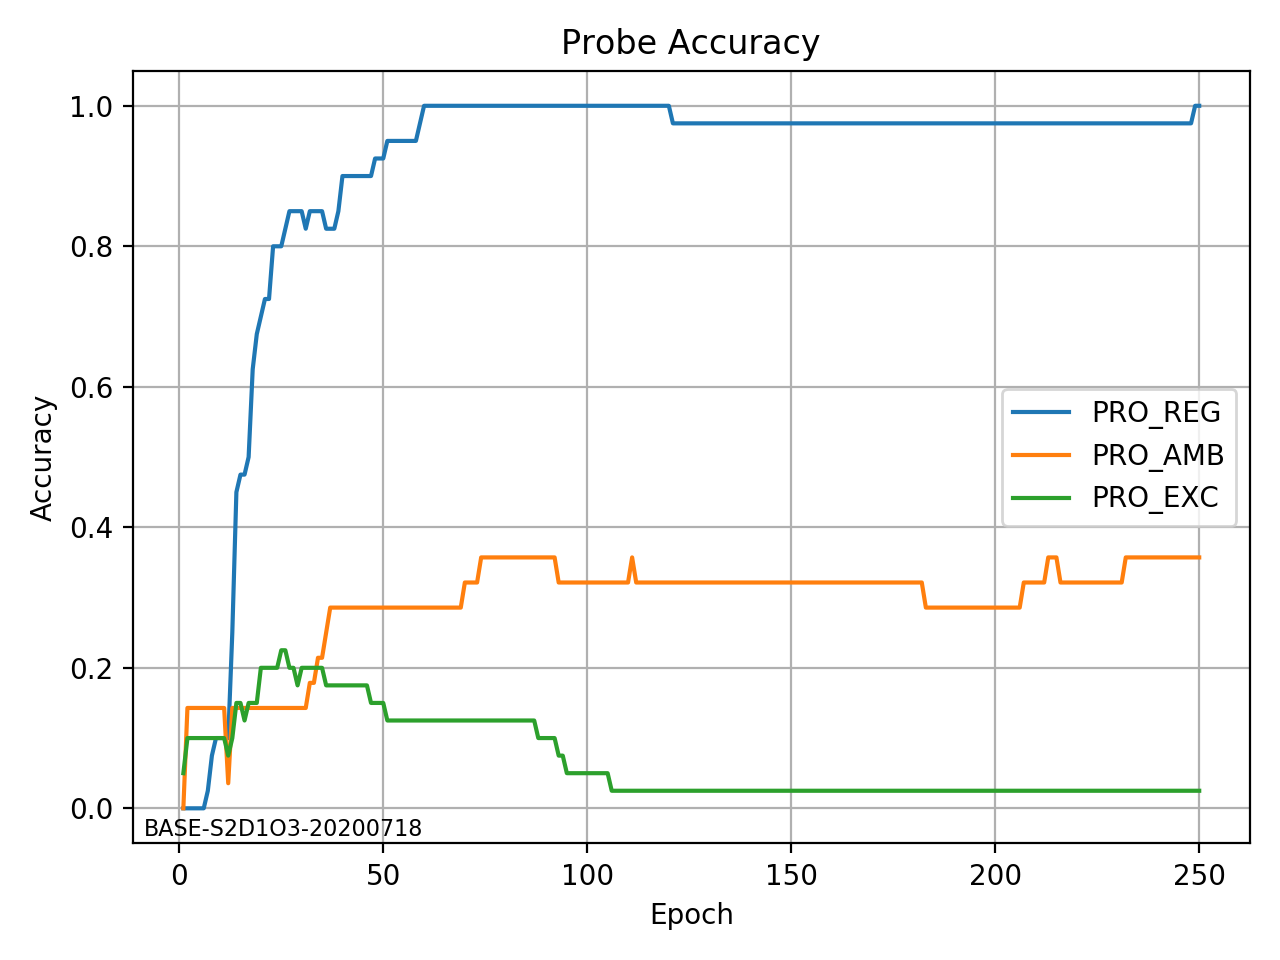 Probe Accuracy
1.0
0.8
0.6
0.4
0.2
0.0
Accuracy
PRO_REG
PRO_AMB
PRO_EXC
BASE-S2D1O3-20200718
0 50 100 150 200 250
Epoch